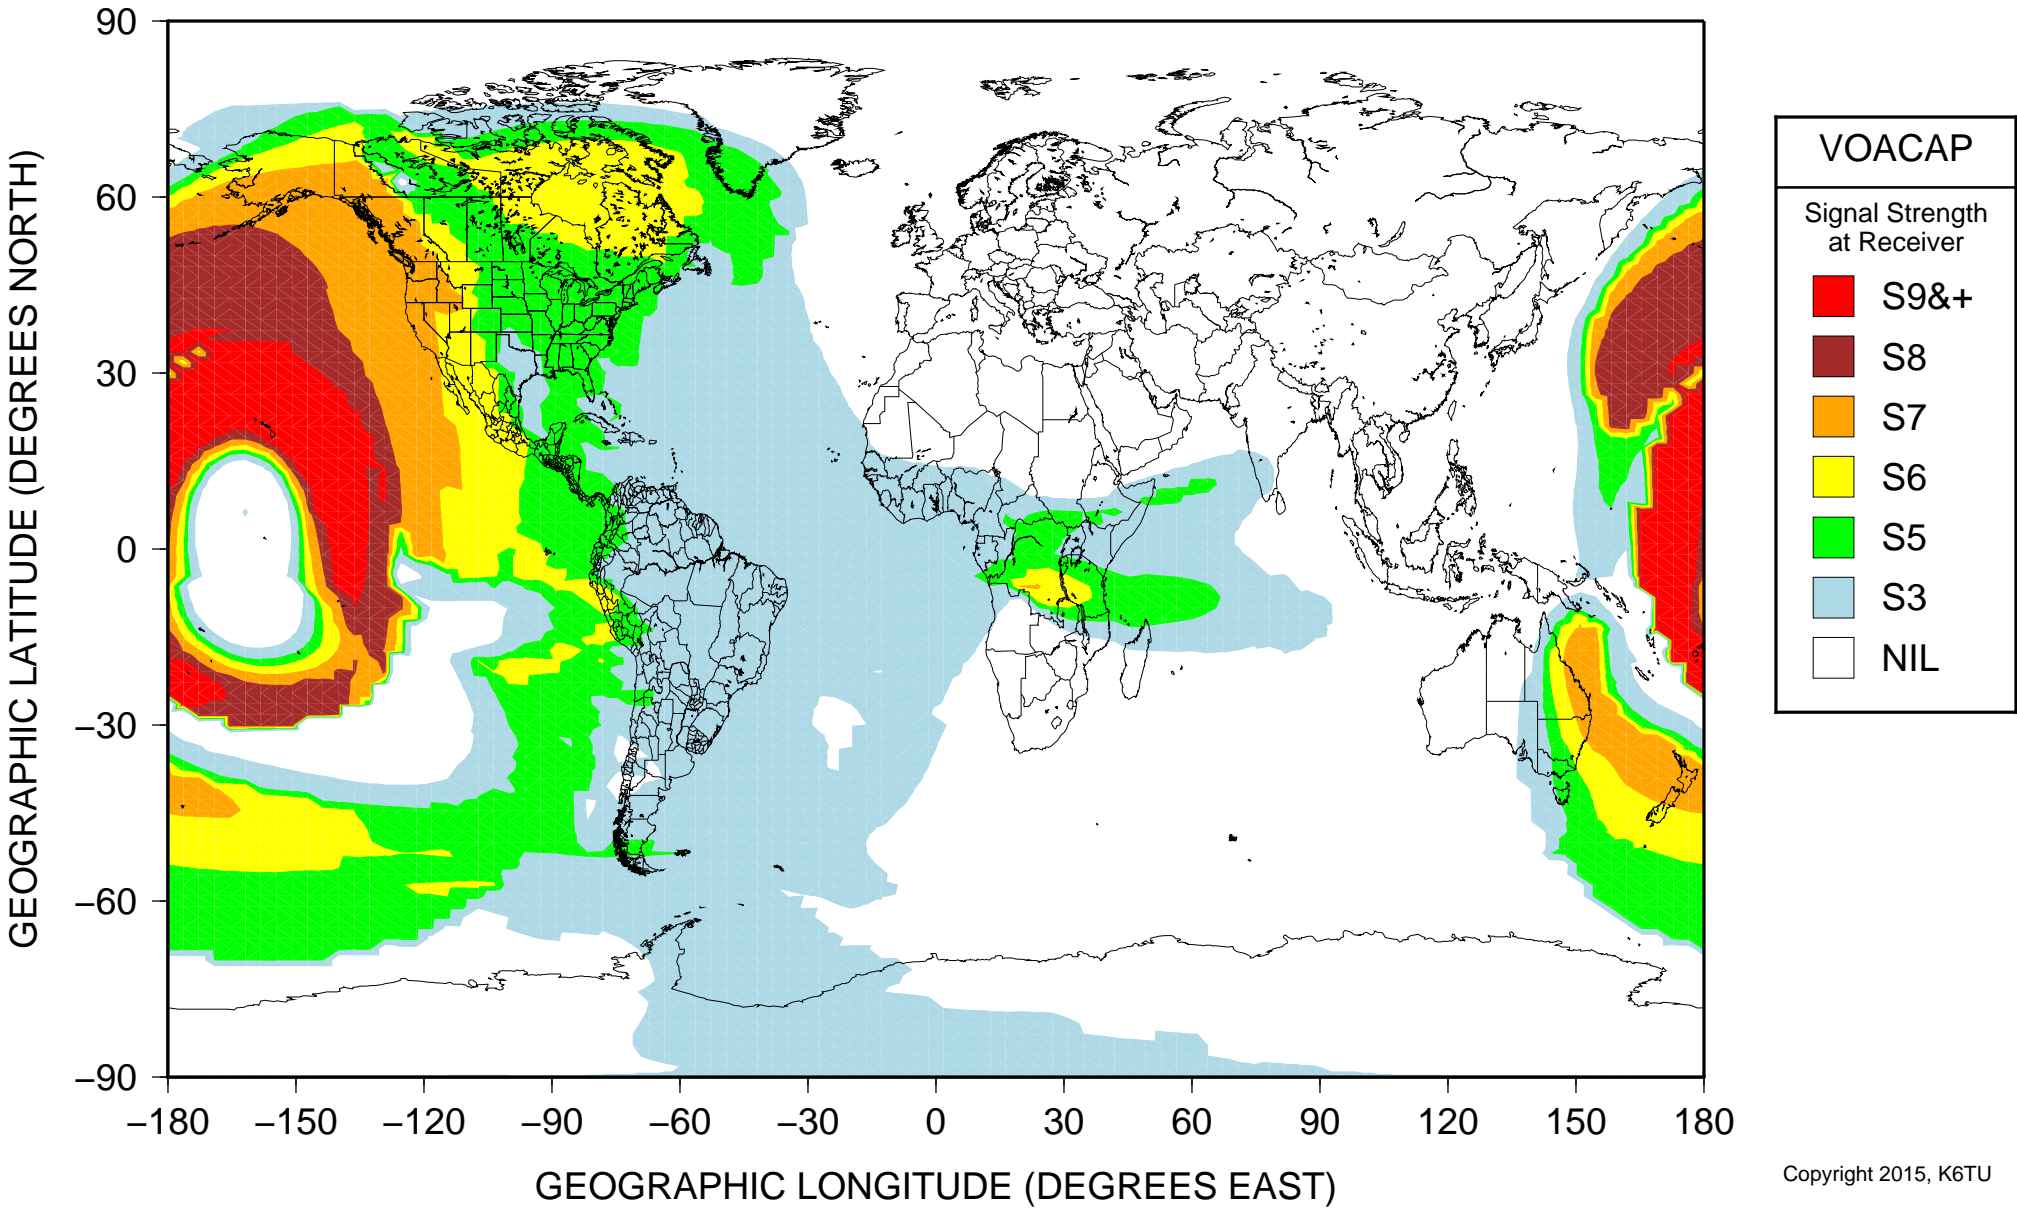 90
60
30
0
−30
−60
−90
GEOGRAPHIC LATITUDE (DEGREES NORTH)
−180 −150 −120 −90 −60 −30 0 30 60 90 120 150 180
GEOGRAPHIC LONGITUDE (DEGREES EAST)
VOACAP
Signal Strength
at Receiver
S9&+
S8
S7
S6
S5
S3
NIL
Copyright 2015, K6TU